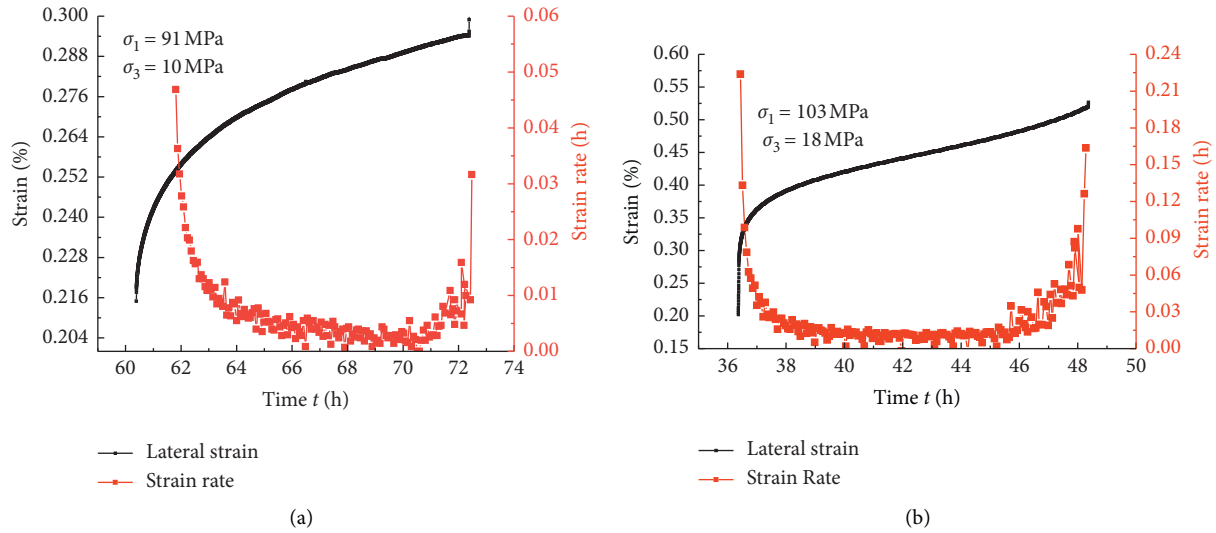 0.300
0.288
0.276
0.264
0.252
0.240
0.228
0.216
0.204
Strain (%)
σ1 = 91 MPa
σ3 = 10 MPa
0.06
0.05
0.04
0.03
0.02
0.01
0.00
Strain rate (h)
60 62 64 66 68 70 72 74
Time t (h)
Lateral strain
Strain rate
(a)
0.60
0.55
0.50
0.45
0.40
0.35
0.30
0.25
0.20
0.15
Strain (%)
σ1 = 103 MPa
σ3 = 18 MPa
0.24
0.21
0.18
0.15
0.12
0.09
0.06
0.03
0.00
Strain rate (h)
36 38 40 42 44 46 48 50
Time t (h)
Lateral strain
Strain Rate
(b)